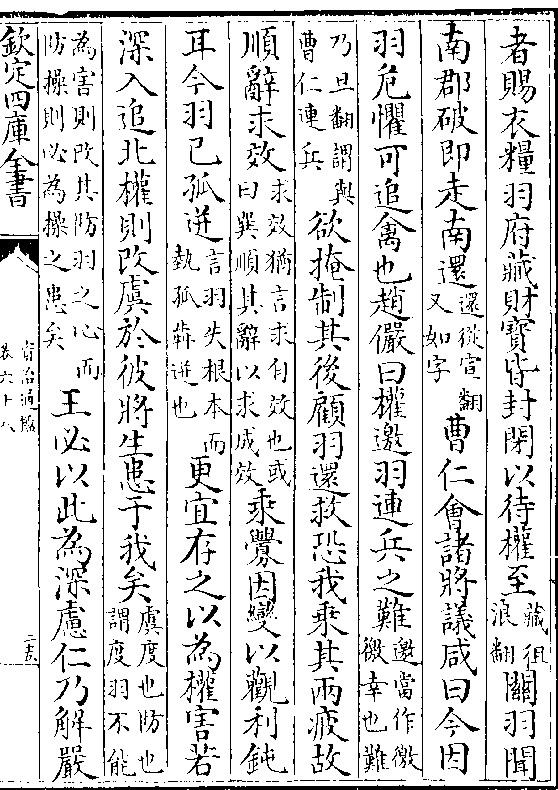 者賜衣糧羽府藏財寶皆封閉以待權至藏徂浪翻關羽聞
南郡破即走南還還從宣翻又如字曹仁會諸將議咸曰今因
羽危懼可追禽也趙儼曰權邀羽連兵之難邀當作徼徼幸也難
乃旦翻謂與曹仁連兵欲掩制其後顧羽還救恐我乘其兩疲故
順辭求效求效猶言求自效也或曰巽順其辭以求成效乘釁因變以觀利鈍
耳今羽已孤迸言羽失根本而埶孤犇迸也更宜存之以為權害若
深入追北權則改虞於彼將生患于我矣虞度也防也謂度羽不能
為害則改其防羽之心而防操則必為操之患矣王必以此為深慮仁乃解嚴
欽定四庫全書
資治通鑑
卷六十八
二十五